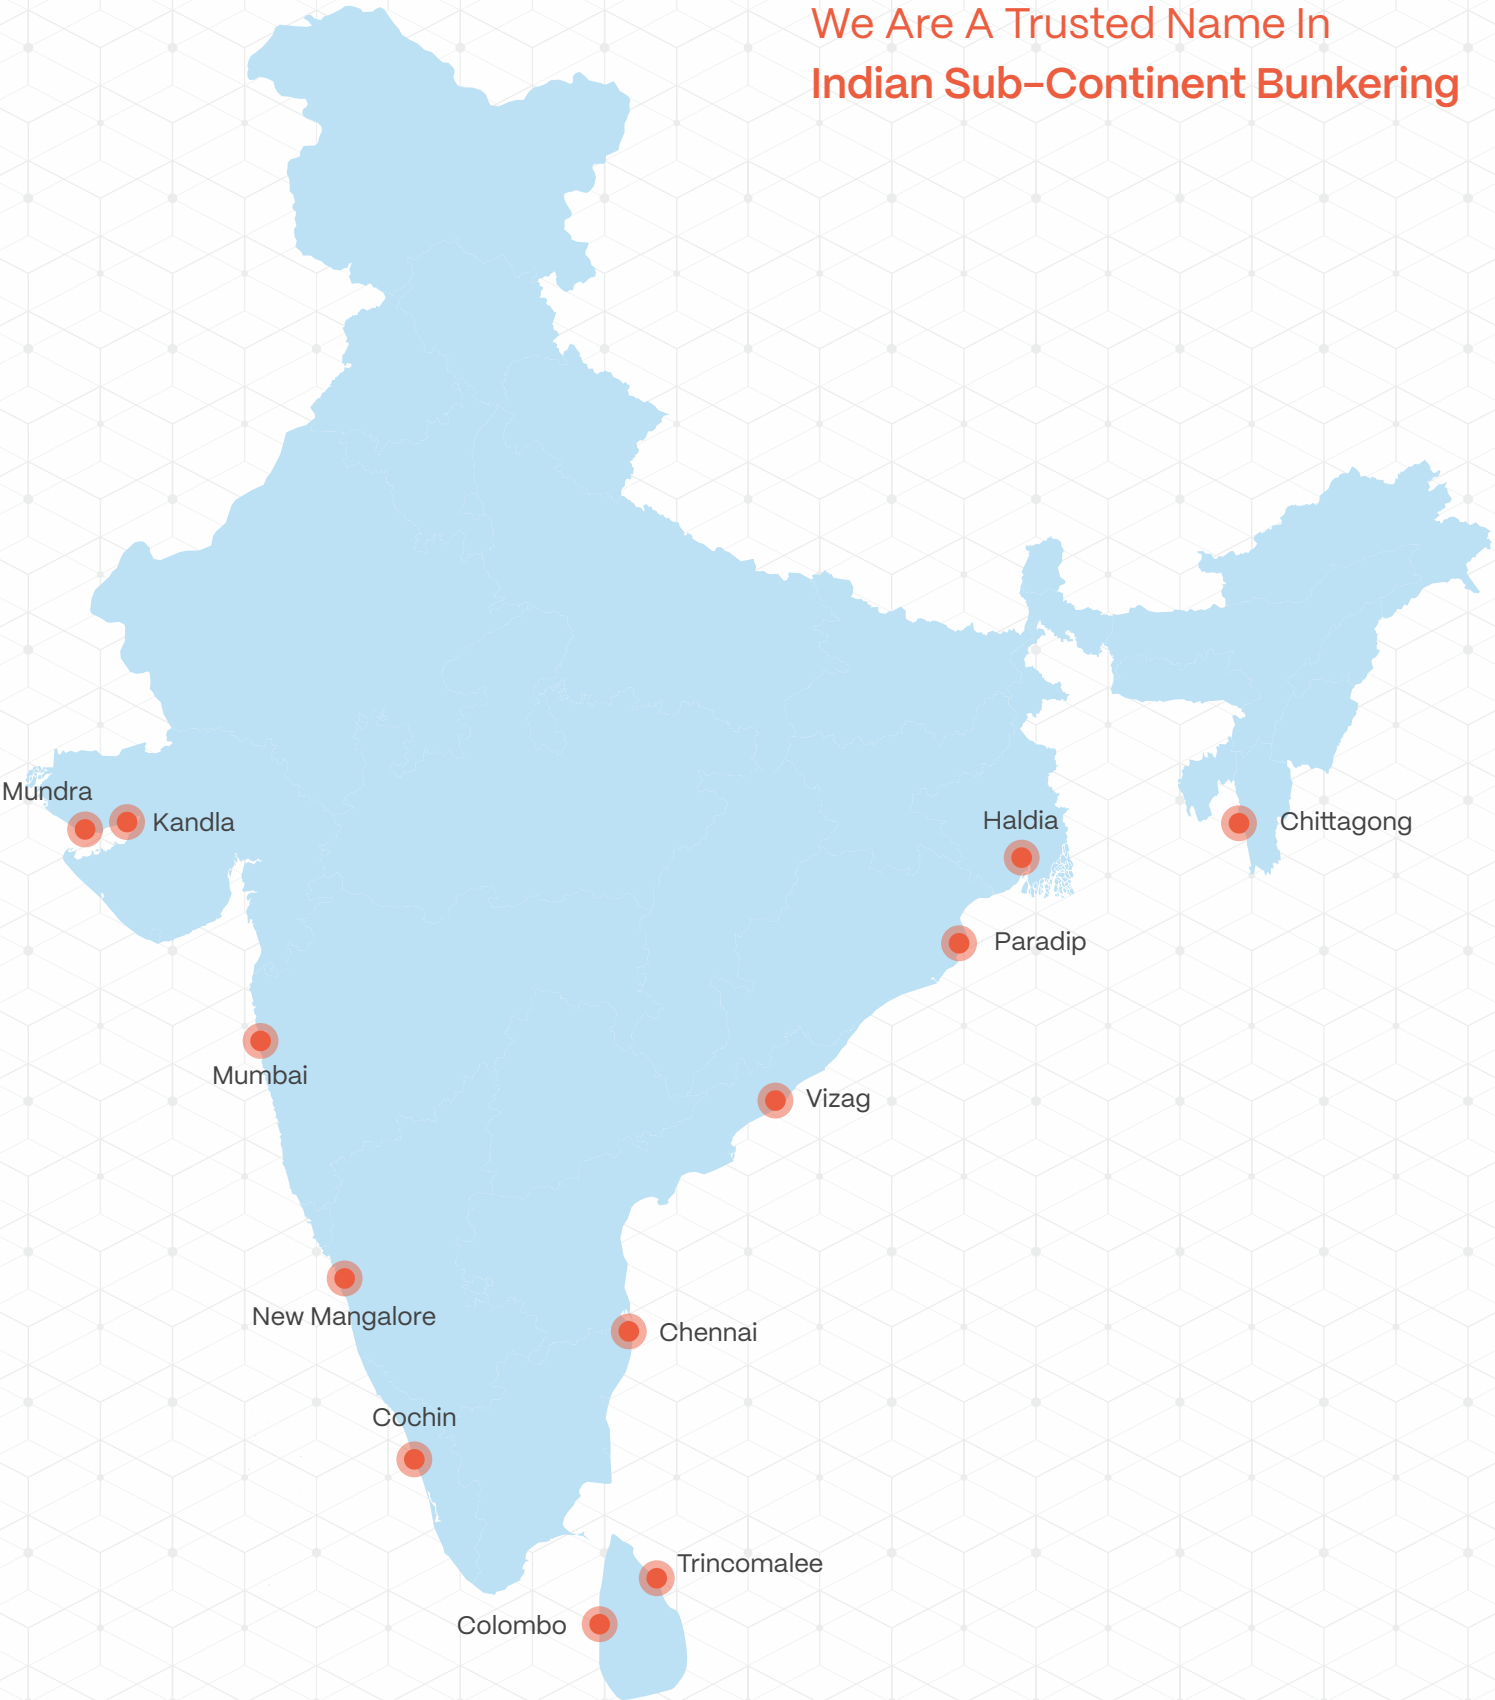 We Are A Trusted Name In
Indian Sub-Continent Bunkering
Mundra
Kandla
Haldia
Chittagong
Paradip
Mumbai
Vizag
New Mangalore
Chennai
Cochin
Trincomalee
Colombo